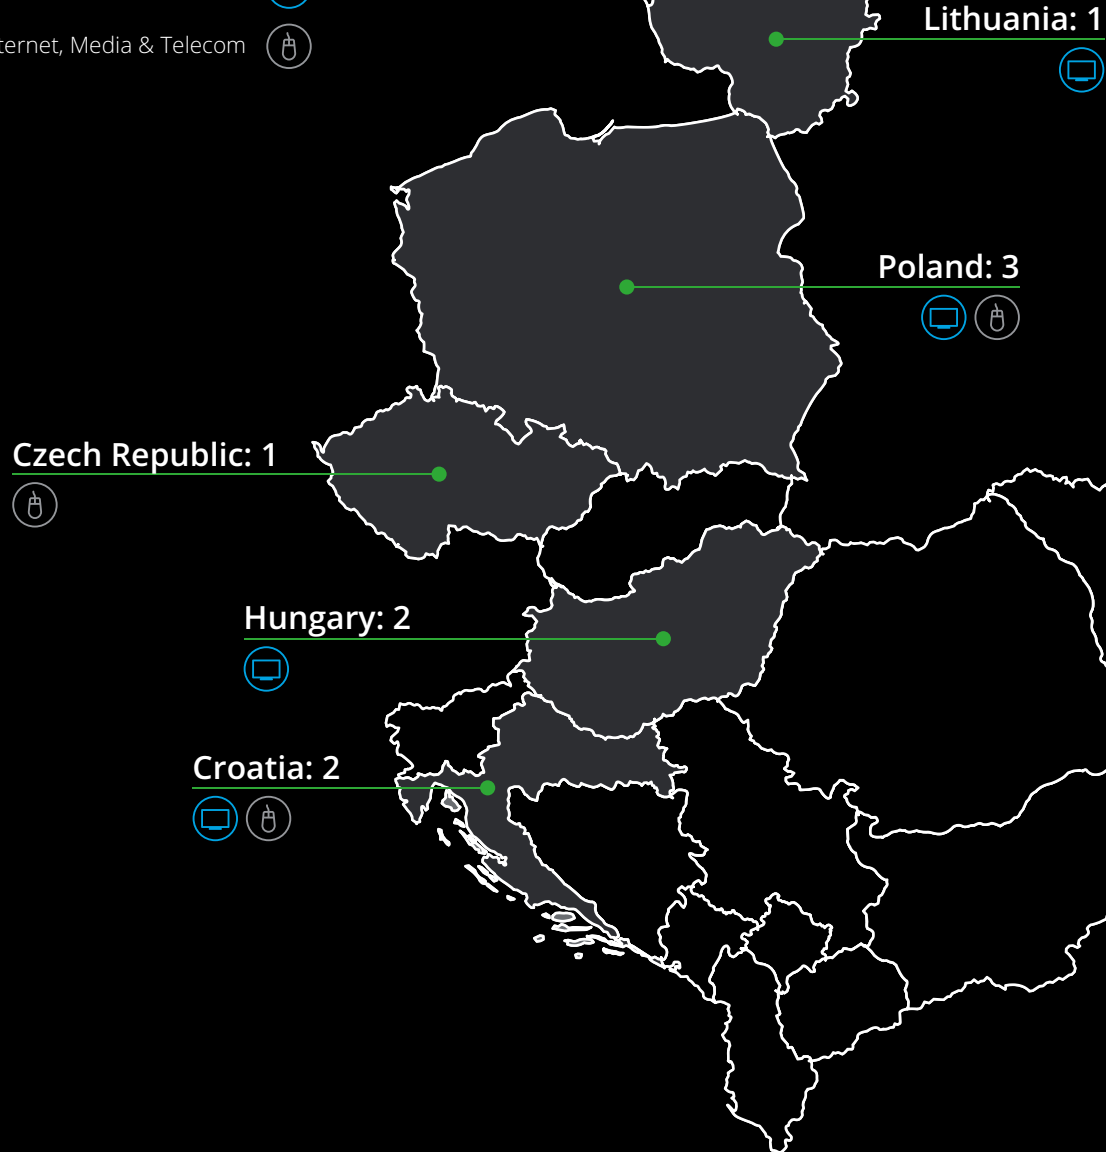 Lithuania: 1
ternet, Media & Telecom
Poland: 3
Czech Republic: 1
Hungary: 2
Croatia: 2